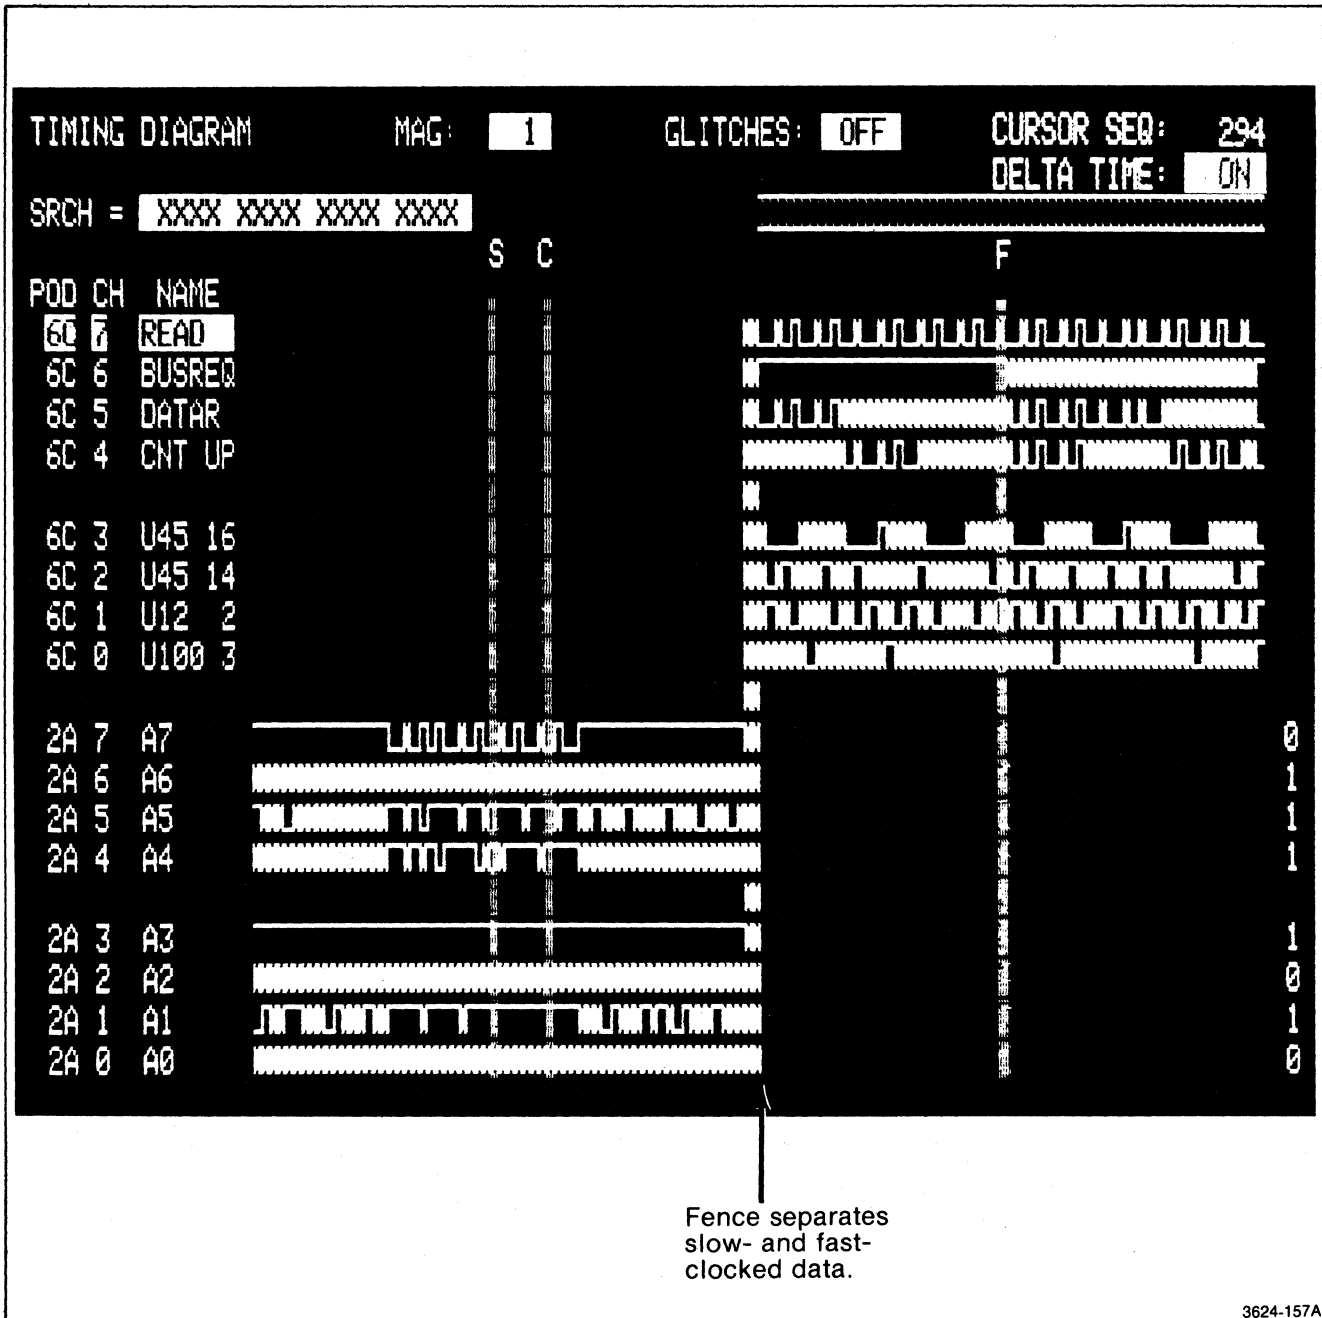 TIMING DIAGRAM MAG: 1 GLITCHES: OFF CURSOR SEQ: 294
DELTA TIME: ON
SRCH = XXXX XXXX XXXX XXXX
S C F
POD CH NAME
6C 7 READ
6C 6 BUSREQ
6C 5 DATAR
6C 4 CNT UP
6C 3 U45 16
6C 2 U45 14
6C 1 U12 2
6C 0 U100 3
2A 7 A7 0
2A 6 A6 1
2A 5 A5 1
2A 4 A4 1
2A 3 A3 1
2A 2 A2 0
2A 1 A1 1
2A 0 A0 0
Fence separates
slow- and fast-
clocked data.
3624-157A